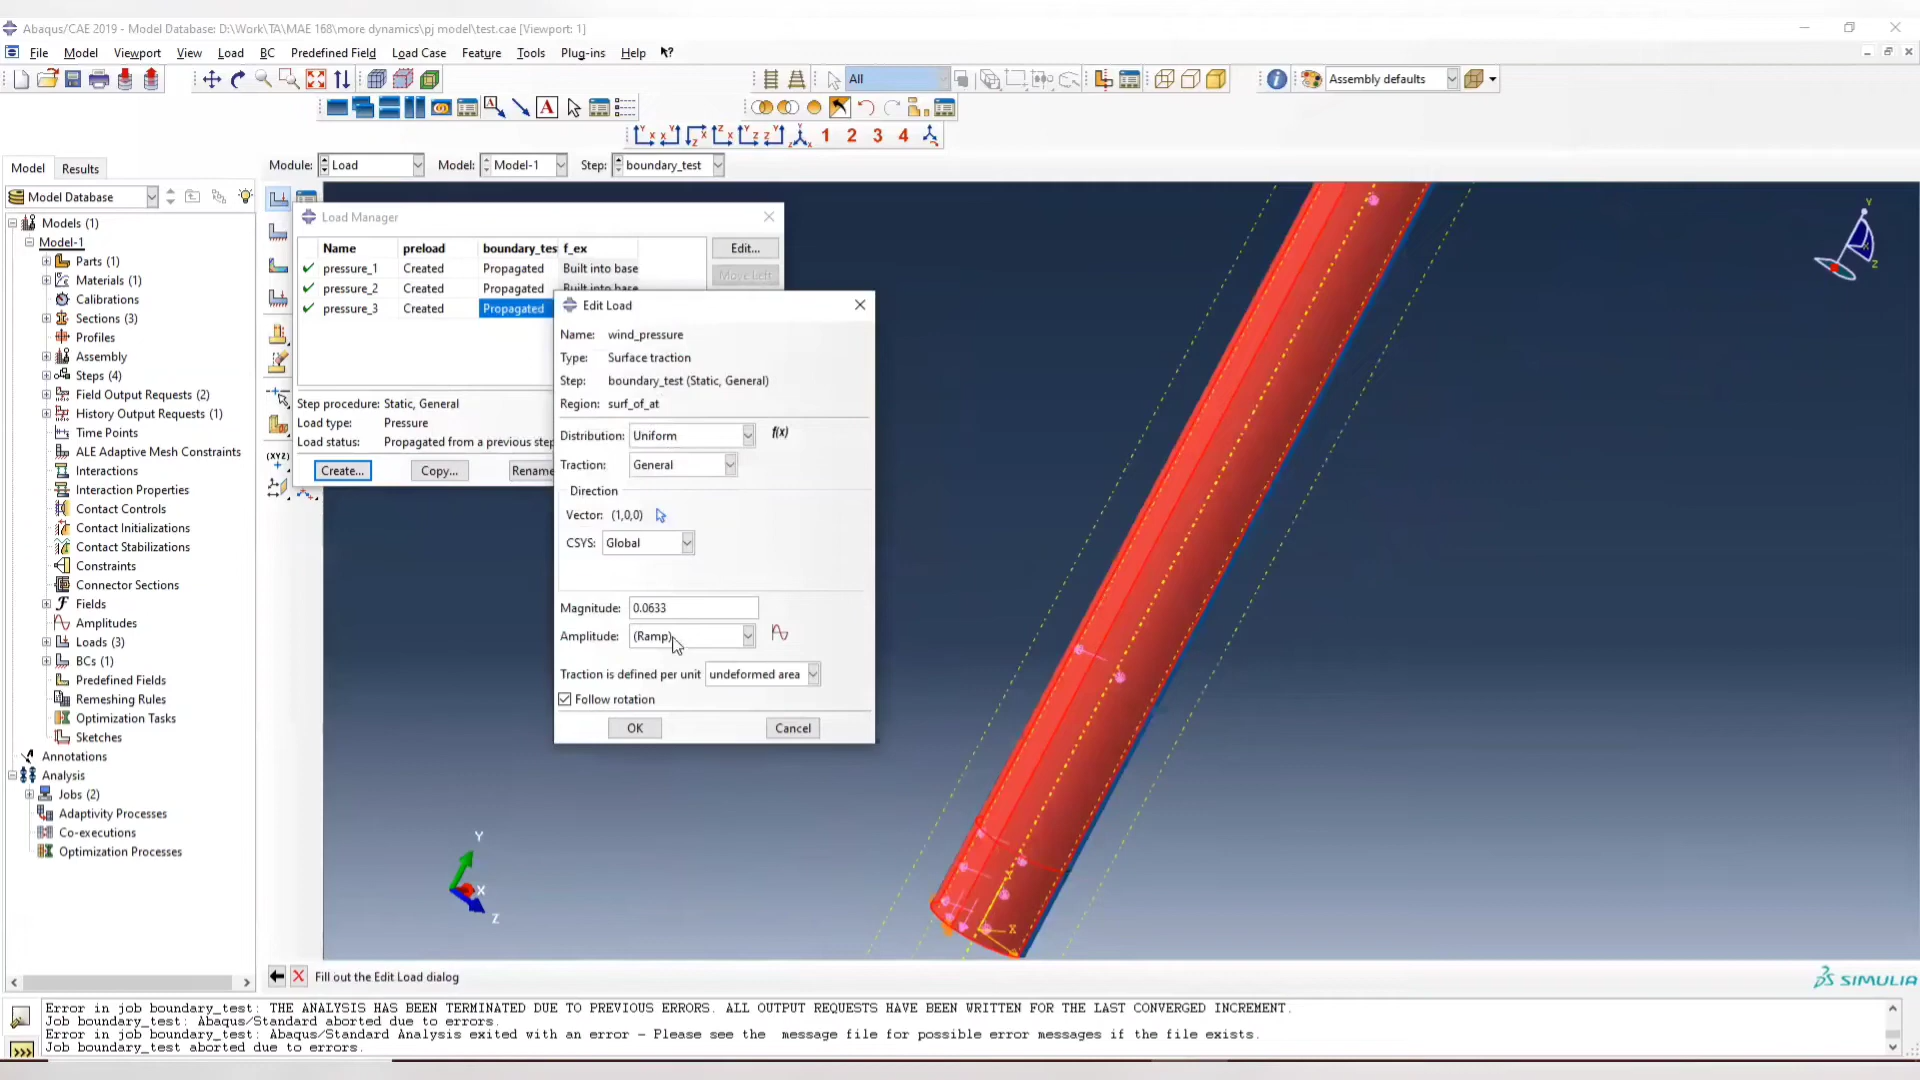 Abaqus/CAE 2019 - Model Database: D:\Work\TA\MAE 168\more dynamics\pj model\test.cae [Viewport: 1]
File Model Viewport View Load BC Predefined Field Load Case Feature Tools Plug-ins Help
All
Assembly defaults
1 2 3 4
Model Results
Module: Load Model: Model-1 Step: boundary_test
Model Database
Models (1)
Model-1
Parts (1)
Materials (1)
Calibrations
Sections (3)
Profiles
Assembly
Steps (4)
Field Output Requests (2)
History Output Requests (1)
Time Points
ALE Adaptive Mesh Constraints
Interactions
Interaction Properties
Contact Controls
Contact Initializations
Contact Stabilizations
Constraints
Connector Sections
Fields
Amplitudes
Loads (3)
BCs (1)
Predefined Fields
Remeshing Rules
Optimization Tasks
Sketches
Annotations
Analysis
Jobs (2)
Adaptivity Processes
Co-executions
Optimization Processes
Load Manager
Name preload boundary_tes f_ex
pressure_1 Created Propagated Built into base
pressure_2 Created Propagated Built into base
pressure_3 Created Propagated
Edit...
Move Left
Step procedure: Static, General
Load type: Pressure
Load status: Propagated from a previous step
Create... Copy... Rename
Edit Load
Name: wind_pressure
Type: Surface traction
Step: boundary_test (Static, General)
Region: surf_of_at
Distribution: Uniform f(x)
Traction: General
Direction
Vector: (1,0,0)
CSYS: Global
Magnitude: 0.0633
Amplitude: (Ramp)
Traction is defined per unit undeformed area
Follow rotation
OK Cancel
(XYZ)
Y
Z
X
Y
X
Z
Fill out the Edit Load dialog
SIMULIA
Error in job boundary_test: THE ANALYSIS HAS BEEN TERMINATED DUE TO PREVIOUS ERRORS. ALL OUTPUT REQUESTS HAVE BEEN WRITTEN FOR THE LAST CONVERGED INCREMENT.
Job boundary_test: Abaqus/Standard aborted due to errors.
Error in job boundary_test: Abaqus/Standard Analysis exited with an error - Please see the message file for possible error messages if the file exists.
Job boundary_test aborted due to errors.
>>>